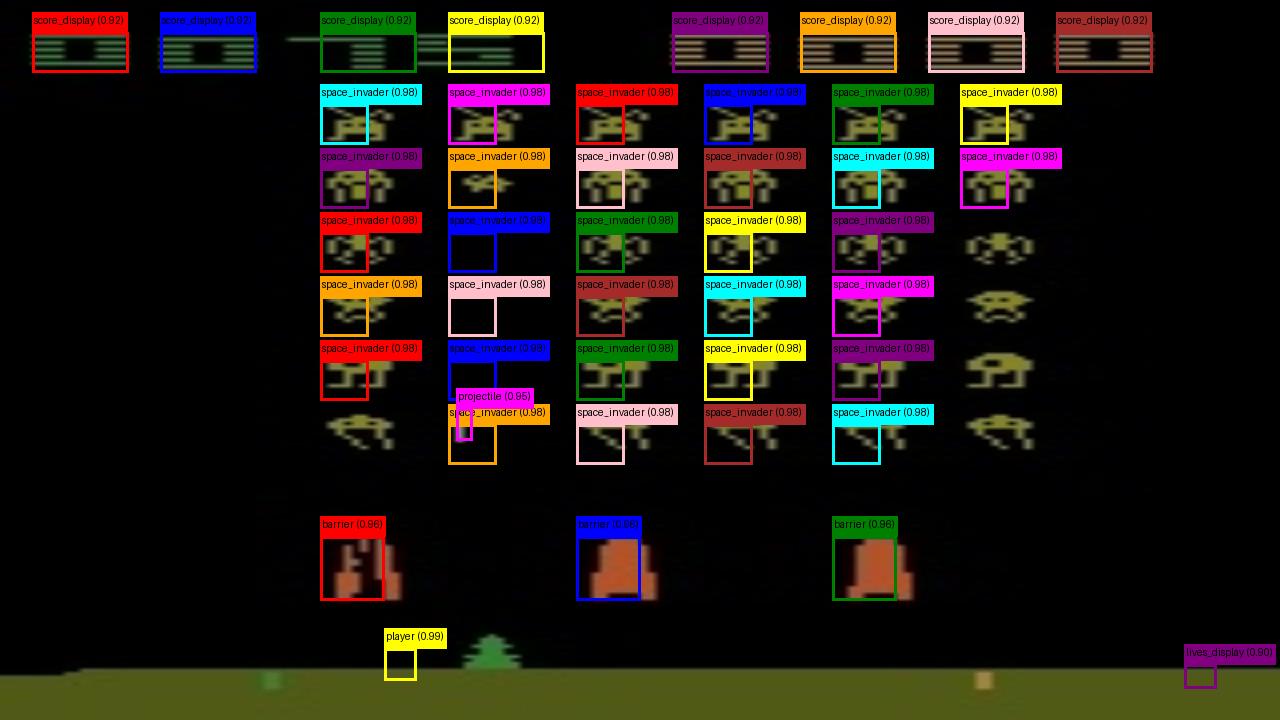 score_display (0.92) score_display (0.92) score_display (0.92) score_display (0.92) score_display (0.92) score_display (0.92) score_display (0.92) score_display (0.92)
space_invader (0.98) space_invader (0.98) space_invader (0.98) space_invader (0.98) space_invader (0.98) space_invader (0.98)
space_invader (0.98) space_invader (0.98) space_invader (0.98) space_invader (0.98) space_invader (0.98) space_invader (0.98)
space_invader (0.98) space_invader (0.98) space_invader (0.98) space_invader (0.98) space_invader (0.98)
space_invader (0.98) space_invader (0.98) space_invader (0.98) space_invader (0.98) space_invader (0.98)
space_invader (0.98) space_invader (0.98) space_invader (0.98) space_invader (0.98) space_invader (0.98)
projectile (0.95)
space_invader (0.98) space_invader (0.98) space_invader (0.98) space_invader (0.98)
barrier (0.96) barrier (0.96) barrier (0.96)
player (0.99)
lives_display (0.90)